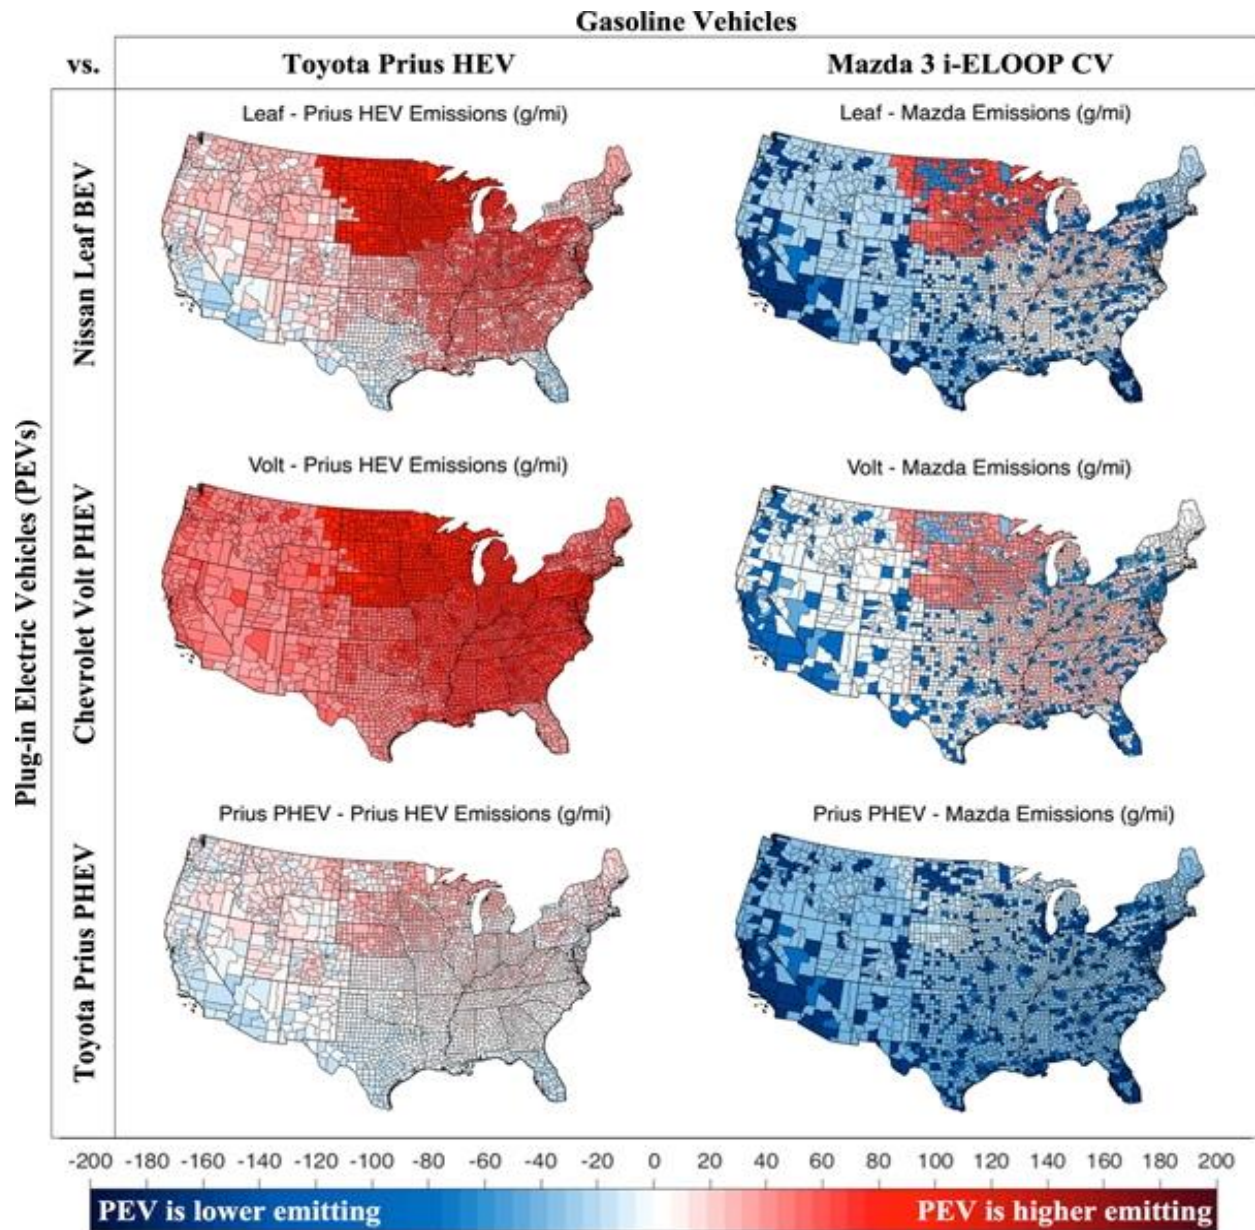 Gasoline Vehicles
vs.
Toyota Prius HEV
Mazda 3 i-ELOOP CV
Plug-in Electric Vehicles (PEVs)
Nissan Leaf BEV
Leaf - Prius HEV Emissions (g/mi)
Leaf - Mazda Emissions (g/mi)
Chevrolet Volt PHEV
Volt - Prius HEV Emissions (g/mi)
Volt - Mazda Emissions (g/mi)
Toyota Prius PHEV
Prius PHEV - Prius HEV Emissions (g/mi)
Prius PHEV - Mazda Emissions (g/mi)
-200 -180 -160 -140 -120 -100 -80 -60 -40 -20 0 20 40 60 80 100 120 140 160 180 200
PEV is lower emitting
PEV is higher emitting